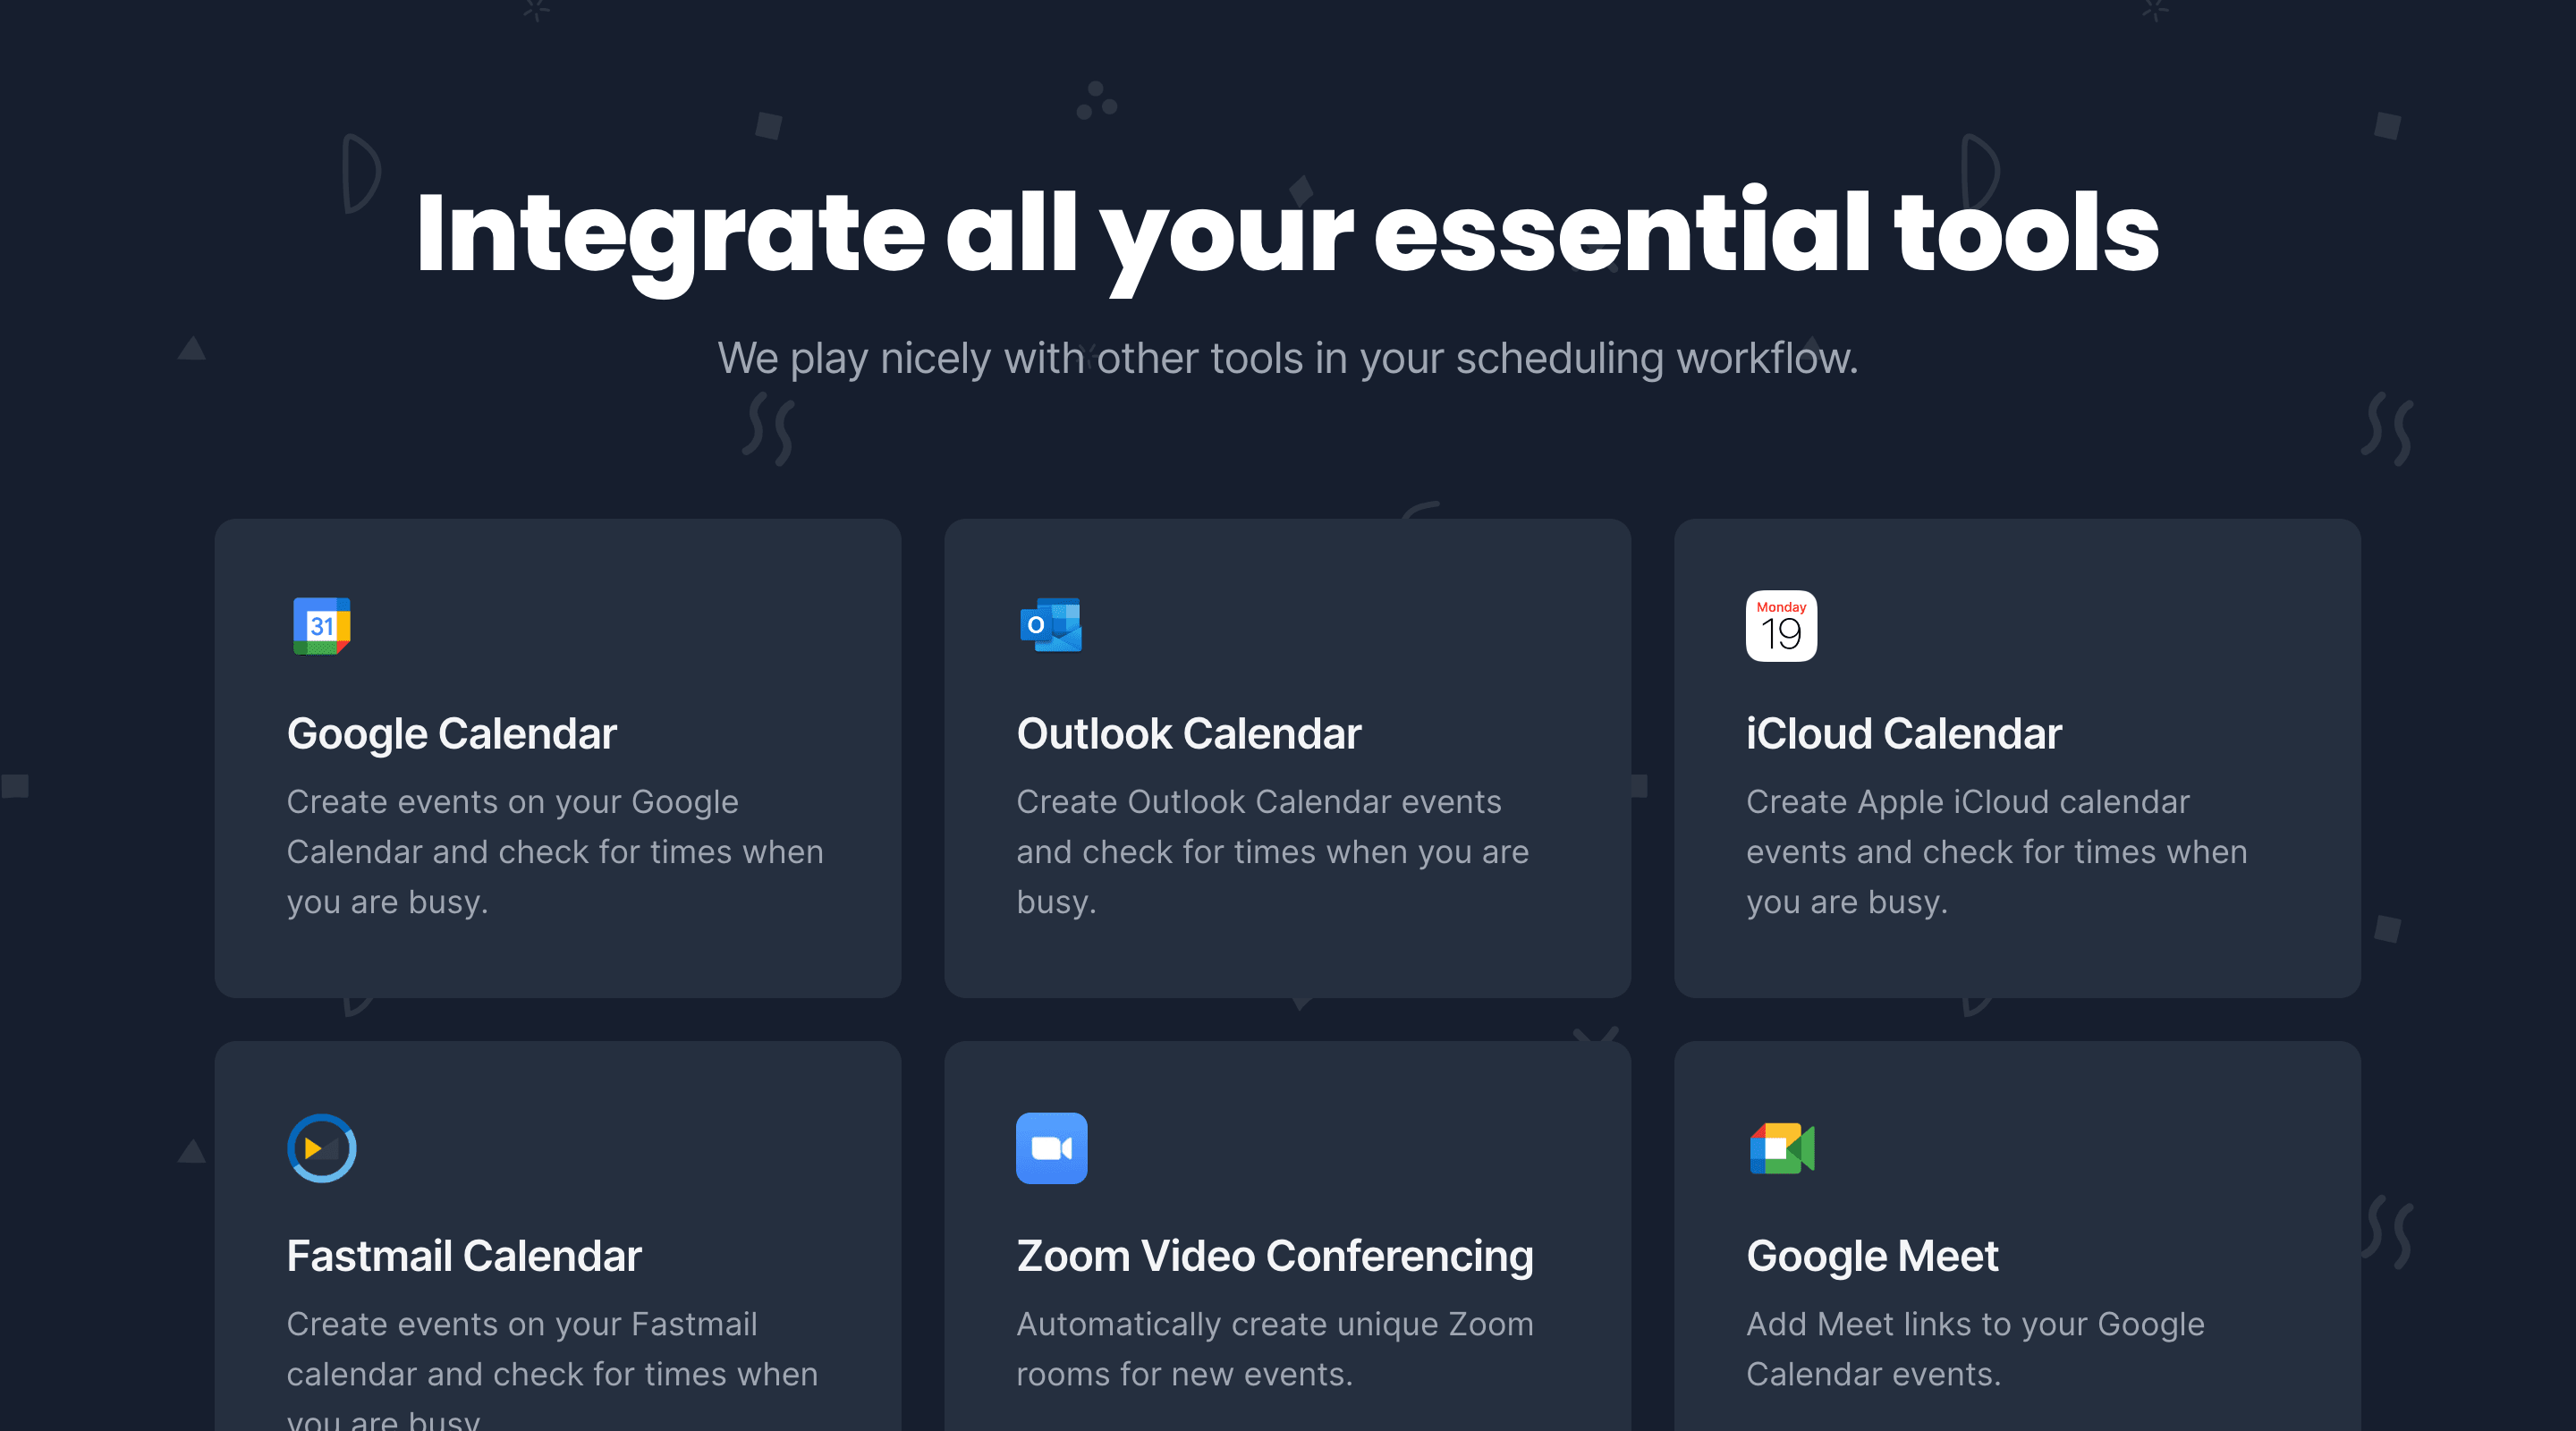 Integrate all your essential tools
We play nicely with other tools in your scheduling workflow.
31
Google Calendar
Create events on your Google
Calendar and check for times when
you are busy.
O
Outlook Calendar
Create Outlook Calendar events
and check for times when you are
busy.
Monday
19
iCloud Calendar
Create Apple iCloud calendar
events and check for times when
you are busy.
Fastmail Calendar
Create events on your Fastmail
calendar and check for times when
you are busy
Zoom Video Conferencing
Automatically create unique Zoom
rooms for new events.
Google Meet
Add Meet links to your Google
Calendar events.